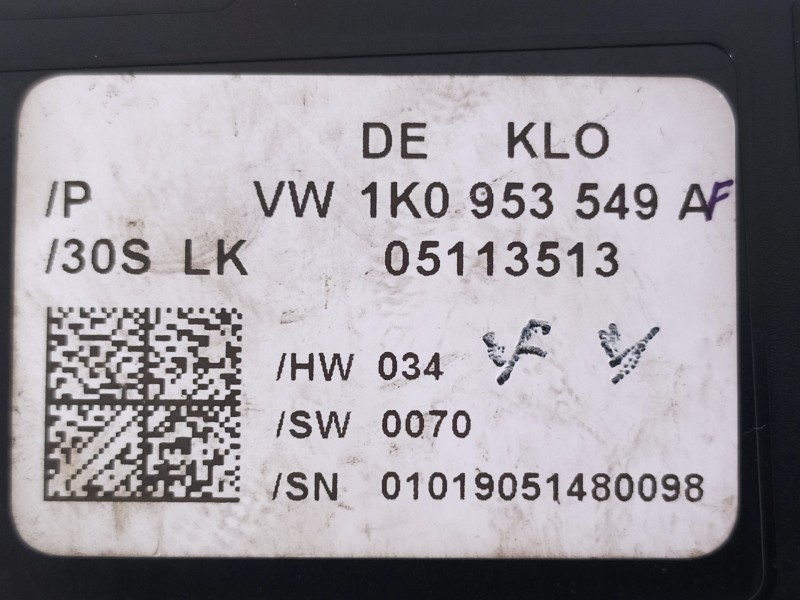 DE KLO
/P VW 1K0 953 549 AF
/30S LK 05113513
/HW 034
/SW 0070
/SN 01019051480098